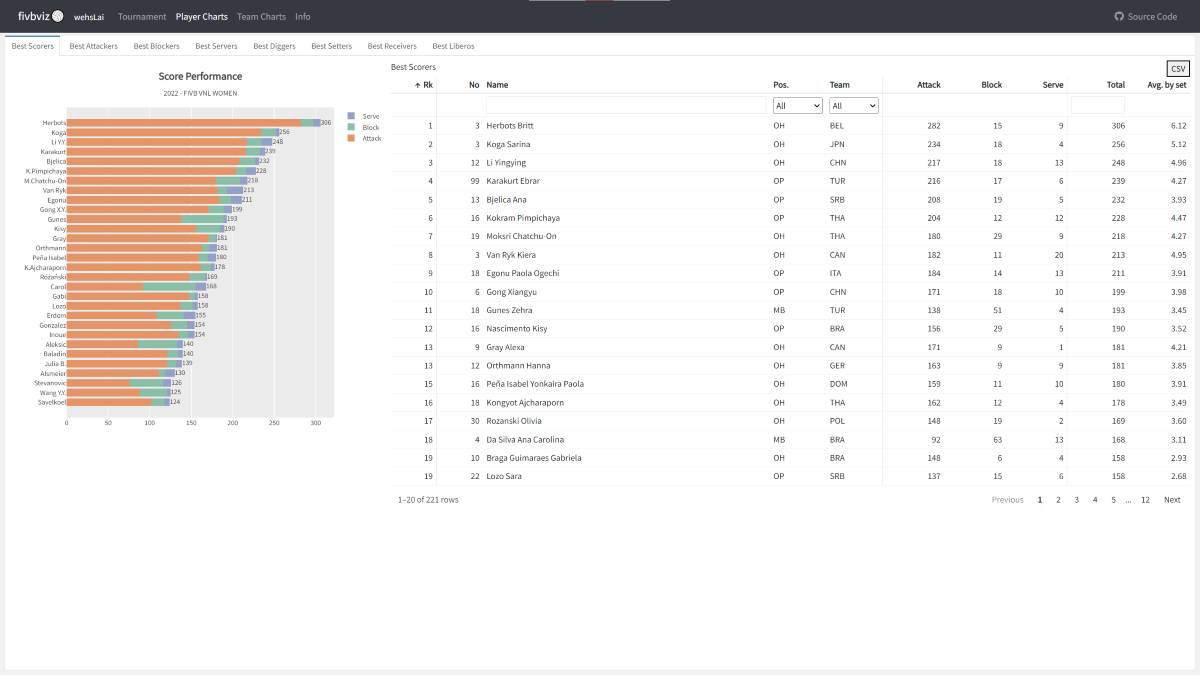 fivbviz wehsLai Tournament Player Charts Team Charts Info Source Code
Best Scorers Best Attackers Best Blockers Best Servers Best Diggers Best Setters Best Receivers Best Liberos
Score Performance
2022 - FIVB VNL WOMEN
Herbots 306
Koga 256
Li Y.Y. 248
Karakurt 239
Bjelica 232
K.Pimpichaya 228
M.Chatchu-On 218
Van Ryk 213
Egonu 211
Gong X.Y. 199
Gunes 193
Kisy 190
Gray 181
Orthmann 181
Peña Isabel 180
K.Ajcharaporn 178
Różański 169
Carol 168
Gabi 158
Lozo 158
Erdem 155
Gonzalez 154
Inoue 154
Aleksic 140
Baladin 140
Julia B. 139
Alsmeier 130
Stevanovic 126
Wang Y.Y. 125
Savelkoel 124
0 50 100 150 200 250 300
Serve
Block
Attack
Best Scorers
CSV
↑ Rk No Name Pos. Team Attack Block Serve Total Avg. by set
All All
1 3 Herbots Britt OH BEL 282 15 9 306 6.12
2 3 Koga Sarina OH JPN 234 18 4 256 5.12
3 12 Li Yingying OH CHN 217 18 13 248 4.96
4 99 Karakurt Ebrar OP TUR 216 17 6 239 4.27
5 13 Bjelica Ana OP SRB 208 19 5 232 3.93
6 16 Kokram Pimpichaya OP THA 204 12 12 228 4.47
7 19 Moksri Chatchu-On OH THA 180 29 9 218 4.27
8 3 Van Ryk Kiera OH CAN 182 11 20 213 4.95
9 18 Egonu Paola Ogechi OP ITA 184 14 13 211 3.91
10 6 Gong Xiangyu OP CHN 171 18 10 199 3.98
11 18 Gunes Zehra MB TUR 138 51 4 193 3.45
12 16 Nascimento Kisy OP BRA 156 29 5 190 3.52
13 9 Gray Alexa OH CAN 171 9 1 181 4.21
13 12 Orthmann Hanna OH GER 163 9 9 181 3.85
15 16 Peña Isabel Yonkaira Paola OH DOM 159 11 10 180 3.91
16 18 Kongyot Ajcharaporn OH THA 162 12 4 178 3.49
17 30 Rozanski Olivia OH POL 148 19 2 169 3.60
18 4 Da Silva Ana Carolina MB BRA 92 63 13 168 3.11
19 10 Braga Guimaraes Gabriela OH BRA 148 6 4 158 2.93
19 22 Lozo Sara OP SRB 137 15 6 158 2.68
1–20 of 221 rows Previous 1 2 3 4 5 ... 12 Next